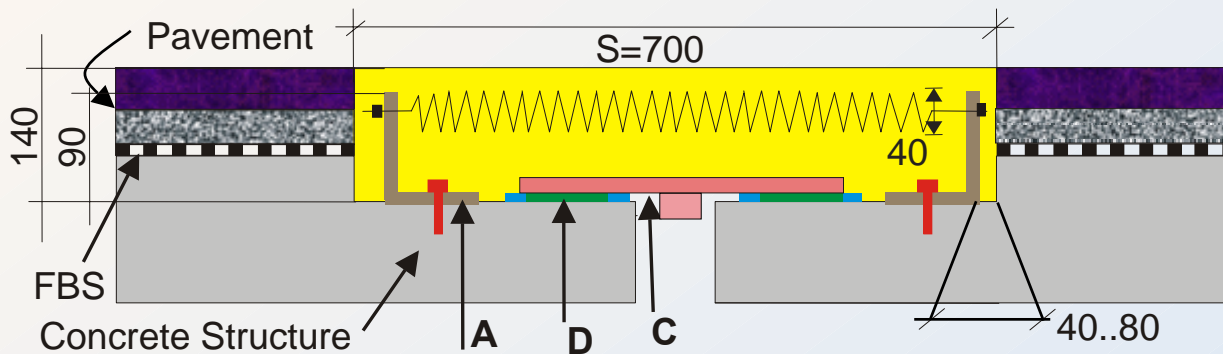 Pavement
S=700
140
90
40
FBS
Concrete Structure
A
D
C
40..80